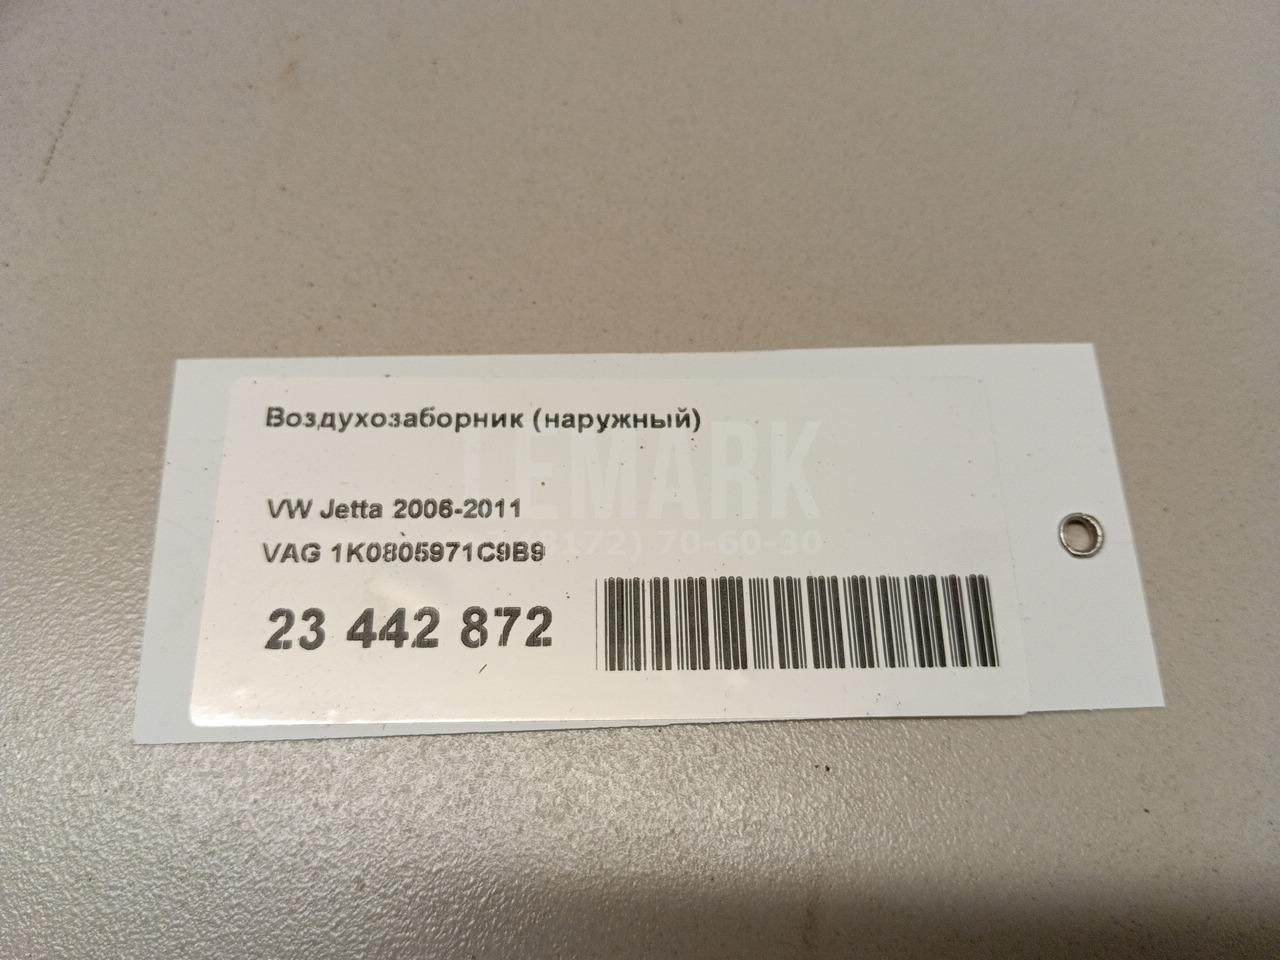 Воздухозаборник (наружный)
LEMARK
VW Jetta 2006-2011
8172) 70-60-30
VAG 1K0805971C9B9
23 442 872